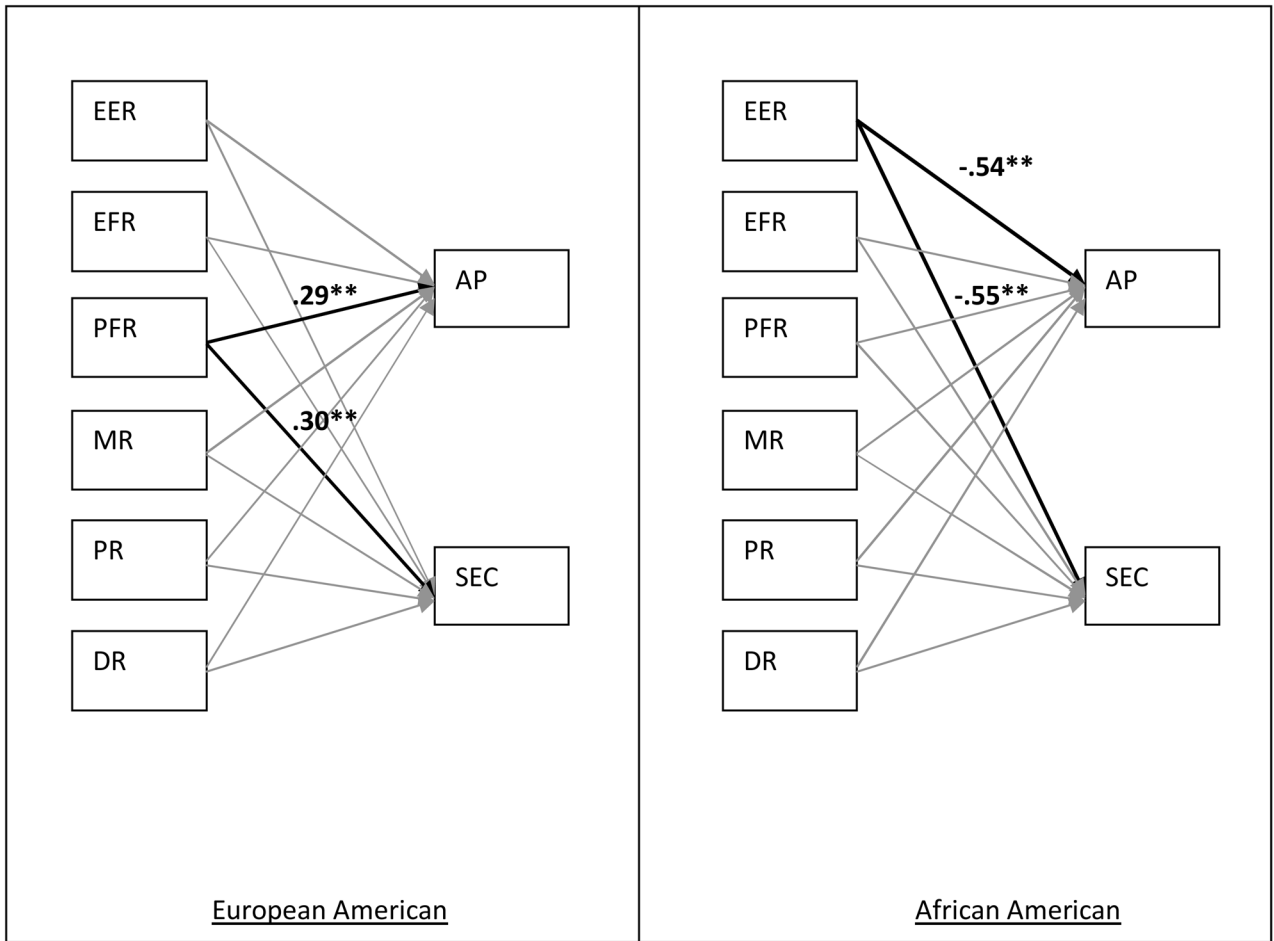 EER
EFR
PFR
MR
PR
DR
.29**
.30**
AP
SEC
European American
EER
EFR
PFR
MR
PR
DR
-.54**
-.55**
AP
SEC
African American